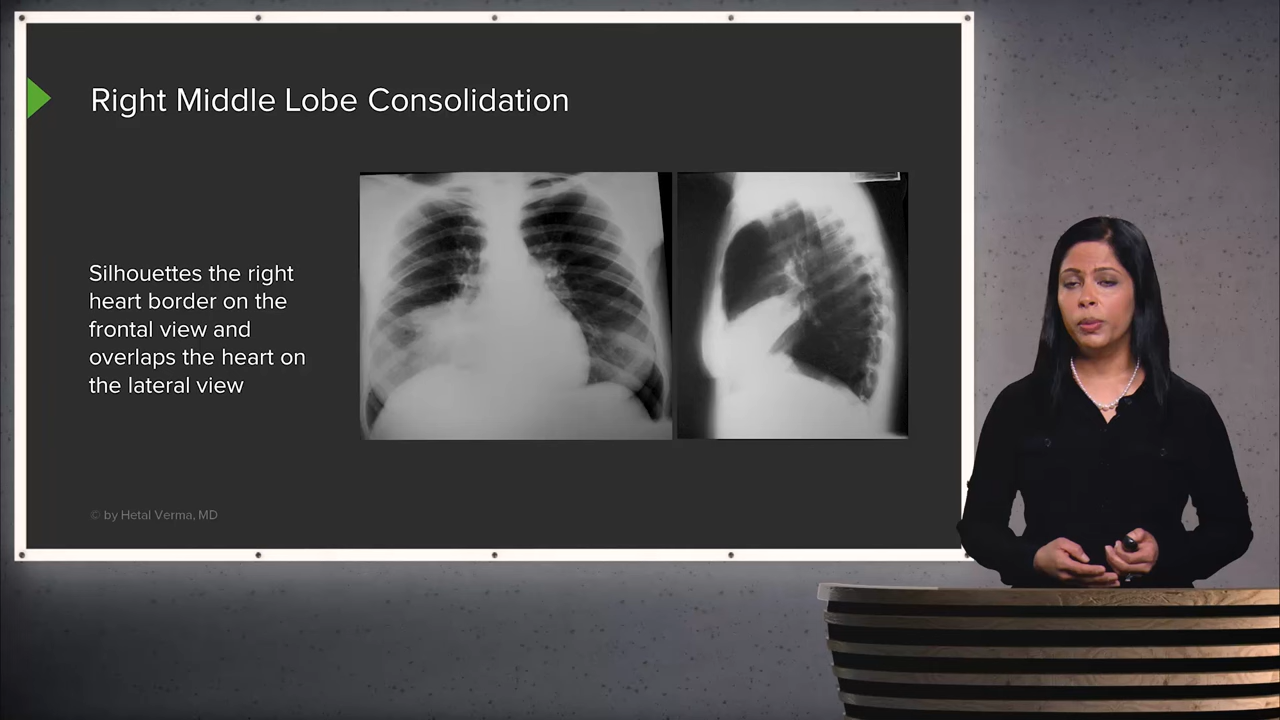 Right Middle Lobe Consolidation
Silhouettes the right
heart border on the
frontal view and
overlaps the heart on
the lateral view
© by Hetal Verma, MD